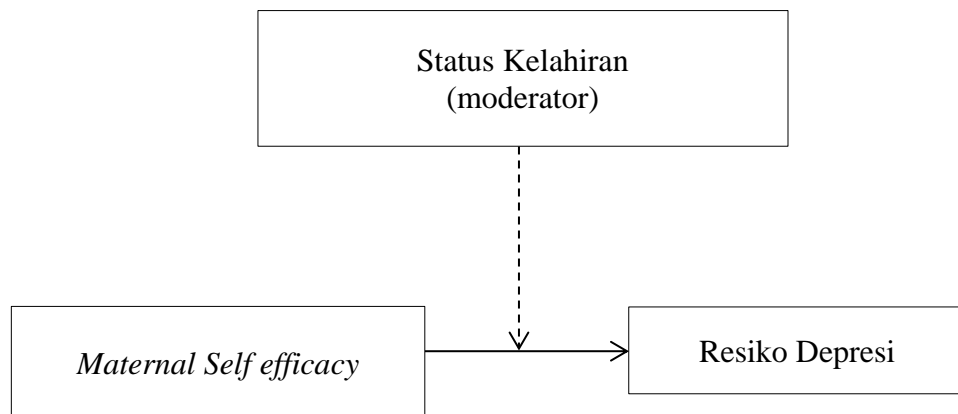 Status Kelahiran
(moderator)
Maternal Self efficacy
Resiko Depresi